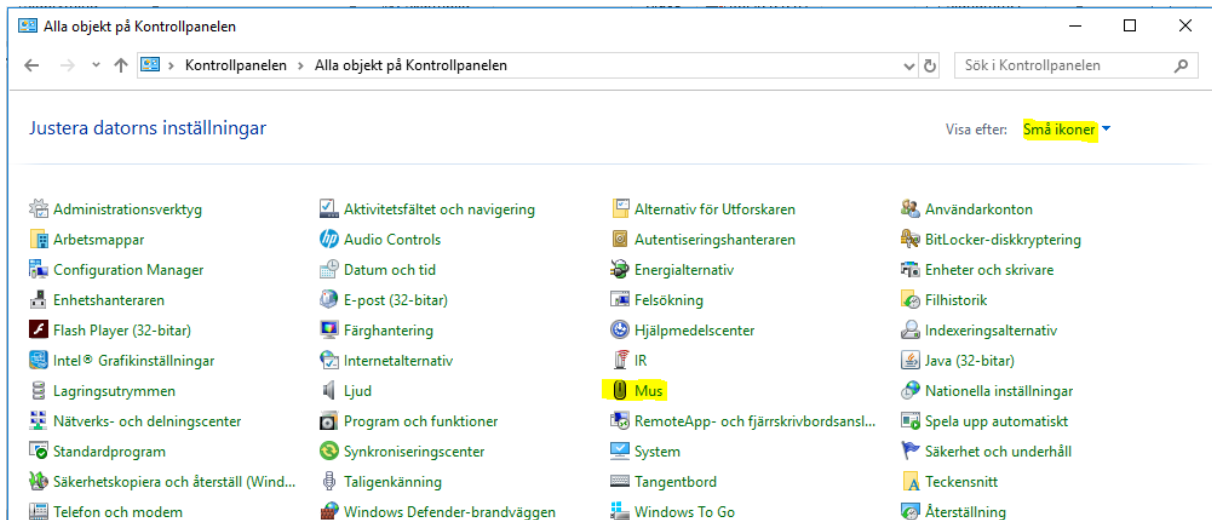 Alla objekt på Kontrollpanelen
Kontrollpanelen > Alla objekt på Kontrollpanelen
Sök i Kontrollpanelen
Justera datorns inställningar
Visa efter: Små ikoner
Administrationsverktyg Aktivitetsfältet och navigering Alternativ för Utforskaren Användarkonton
Arbetsmappar Audio Controls Autentiseringshanteraren BitLocker-diskkryptering
Configuration Manager Datum och tid Energialternativ Enheter och skrivare
Enhetshanteraren E-post (32-bitar) Felsökning Filhistorik
Flash Player (32-bitar) Färghantering Hjälpmedelscenter Indexeringsalternativ
Intel® Grafikinställningar Internetalternativ IR Java (32-bitar)
Lagringsutrymmen Ljud Mus Nationella inställningar
Nätverks- och delningscenter Program och funktioner RemoteApp- och fjärrskrivbordsansl... Spela upp automatiskt
Standardprogram Synkroniseringscenter System Säkerhet och underhåll
Säkerhetskopiera och återställ (Wind... Taligenkänning Tangentbord Teckensnitt
Telefon och modem Windows Defender-brandväggen Windows To Go Återställning